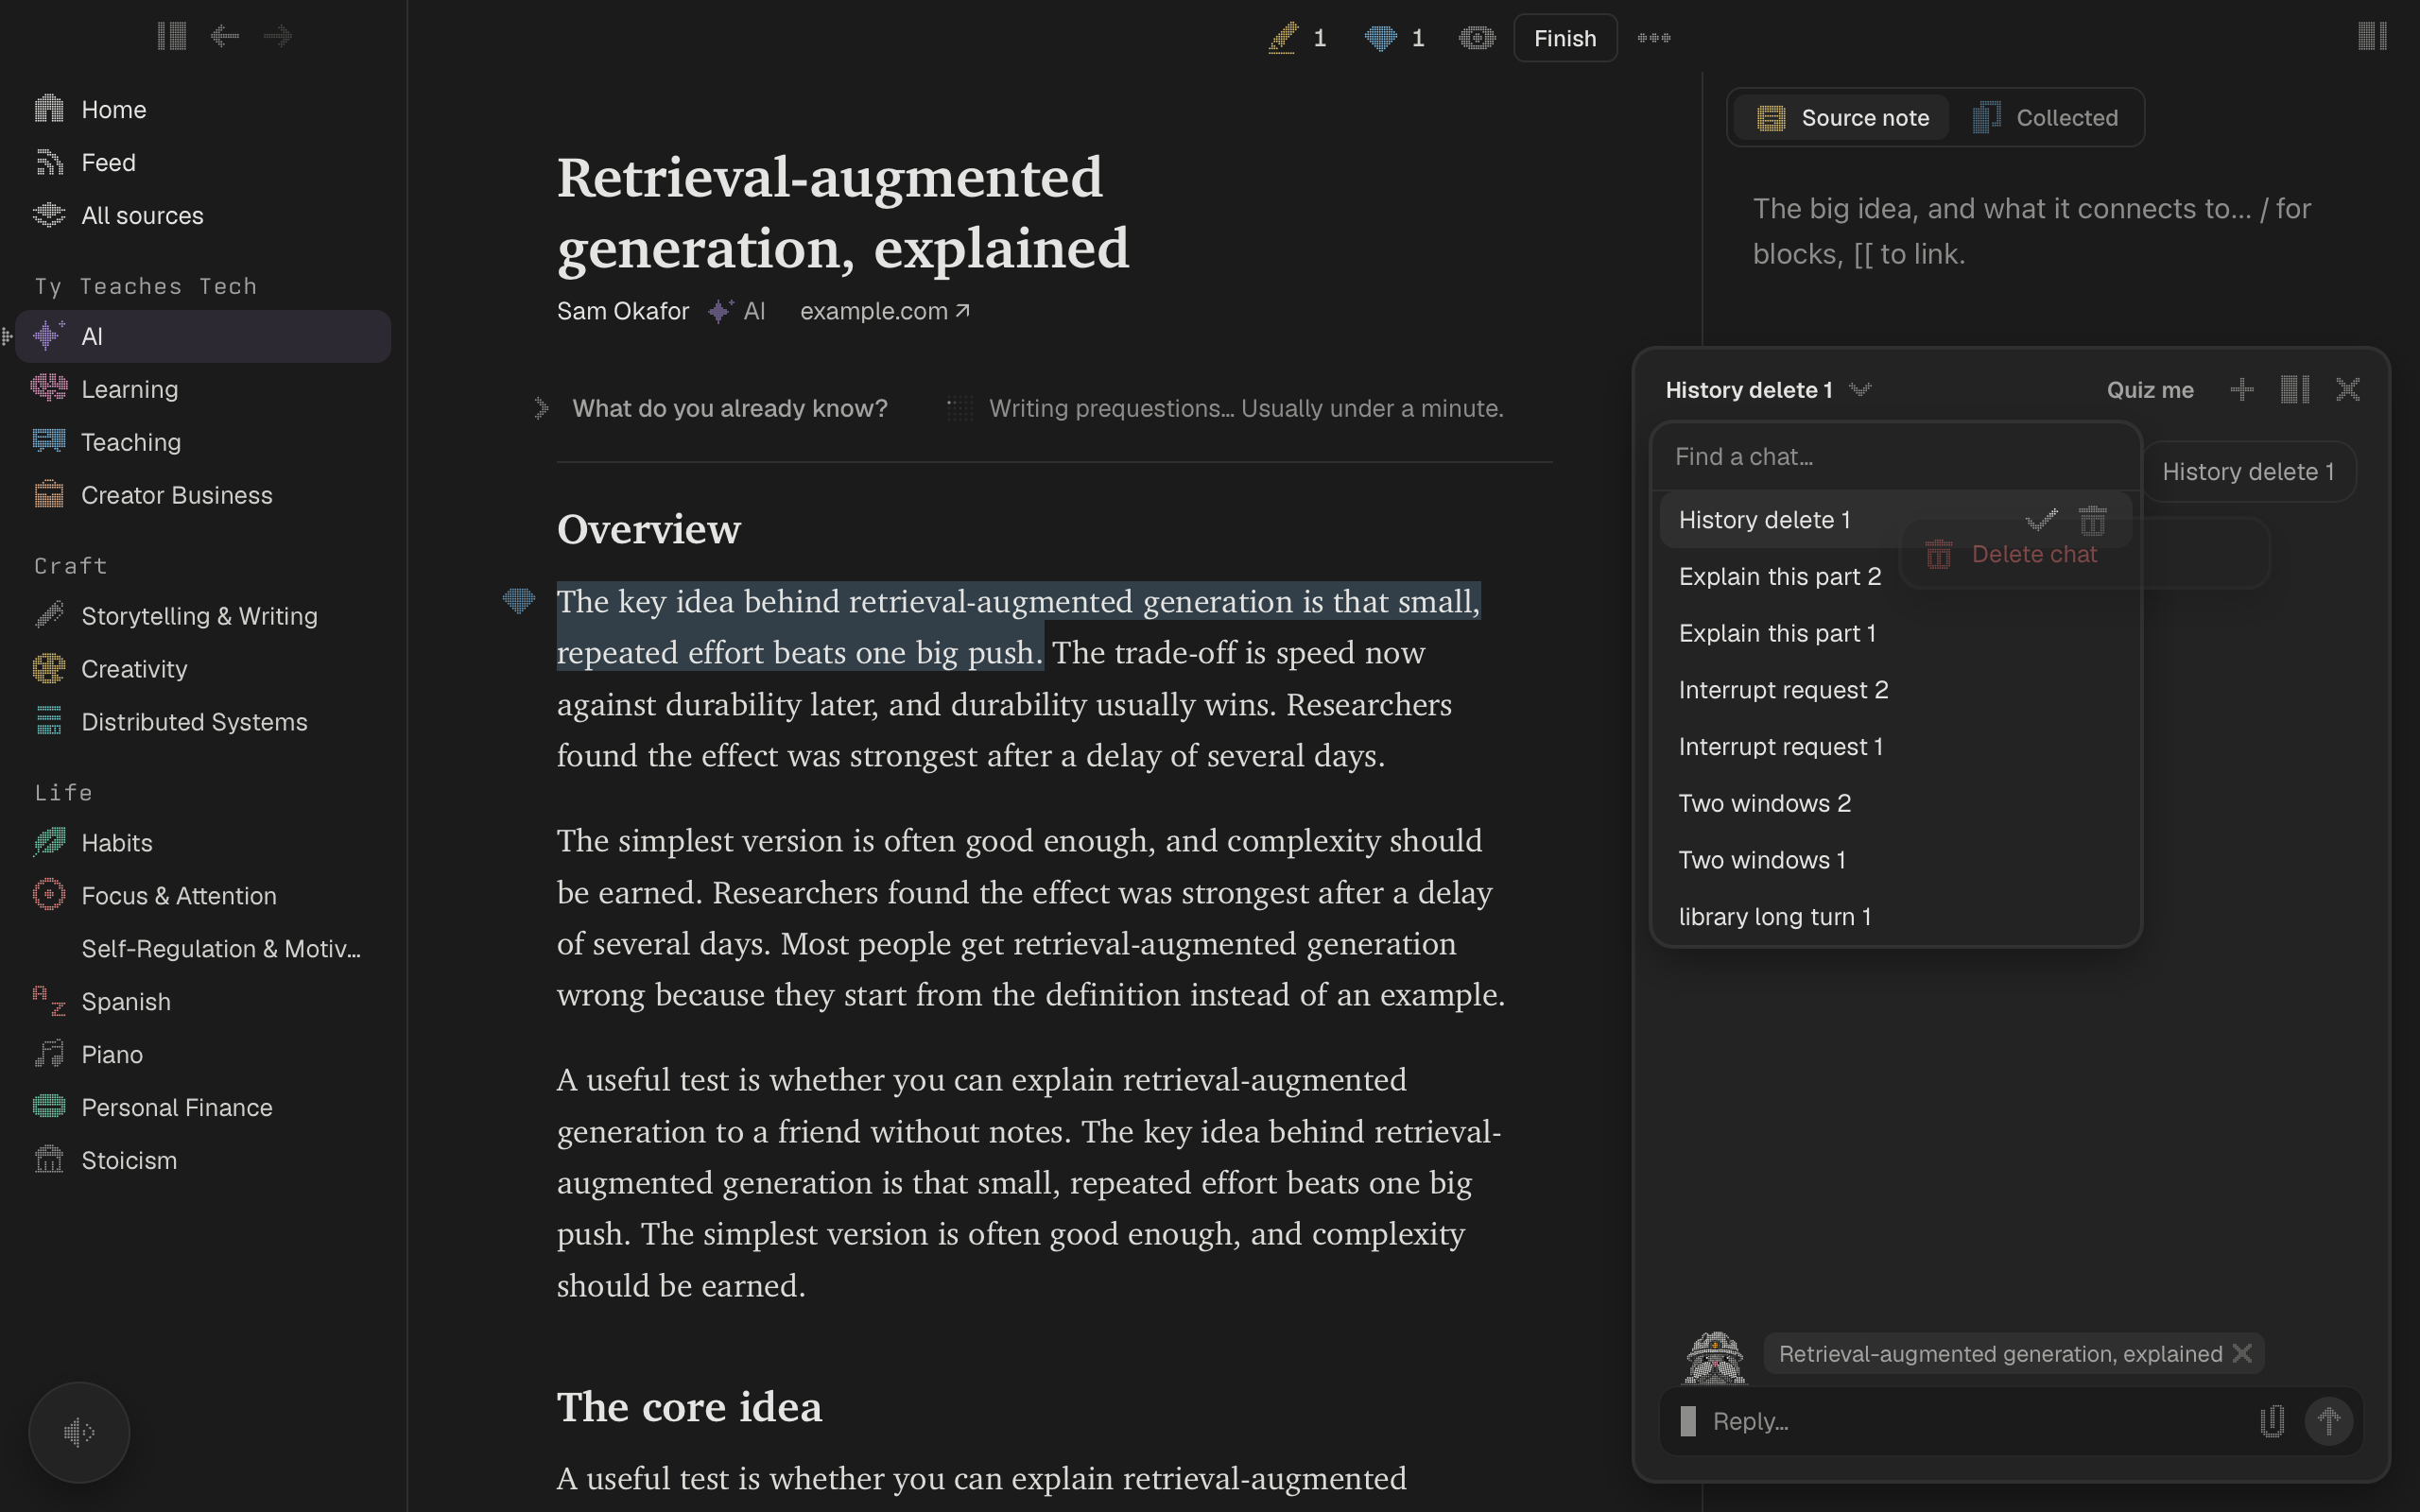 1
1
Finish
Home
Feed
All sources
Ty Teaches Tech
AI
Learning
Teaching
Creator Business
Craft
Storytelling & Writing
Creativity
Distributed Systems
Life
Habits
Focus & Attention
Self-Regulation & Motiv...
Spanish
Piano
Personal Finance
Stoicism
Retrieval-augmented
generation, explained
Sam Okafor AI example.com
What do you already know? Writing prequestions... Usually under a minute.
Overview
The key idea behind retrieval-augmented generation is that small,
repeated effort beats one big push. The trade-off is speed now
against durability later, and durability usually wins. Researchers
found the effect was strongest after a delay of several days.
The simplest version is often good enough, and complexity should
be earned. Researchers found the effect was strongest after a delay
of several days. Most people get retrieval-augmented generation
wrong because they start from the definition instead of an example.
A useful test is whether you can explain retrieval-augmented
generation to a friend without notes. The key idea behind retrieval-
augmented generation is that small, repeated effort beats one big
push. The simplest version is often good enough, and complexity
should be earned.
The core idea
A useful test is whether you can explain retrieval-augmented
Source note Collected
The big idea, and what it connects to... / for
blocks, [[ to link.
History delete 1 Quiz me
Find a chat...
History delete 1
History delete 1
Delete chat
Explain this part 2
Explain this part 1
Interrupt request 2
Interrupt request 1
Two windows 2
Two windows 1
library long turn 1
Retrieval-augmented generation, explained
Reply...